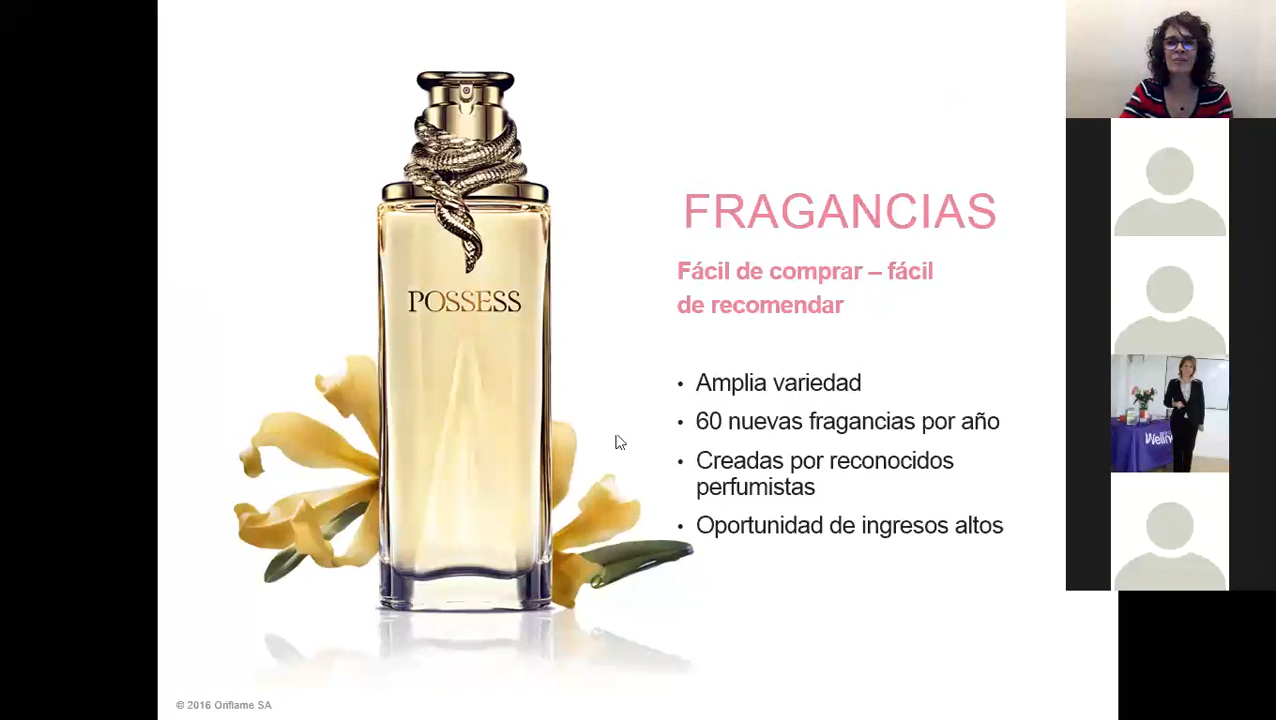 POSSESS
FRAGANCIAS
Fácil de comprar – fácil
de recomendar
• Amplia variedad
• 60 nuevas fragancias por año
• Creadas por reconocidos
perfumistas
• Oportunidad de ingresos altos
© 2016 Oriflame SA